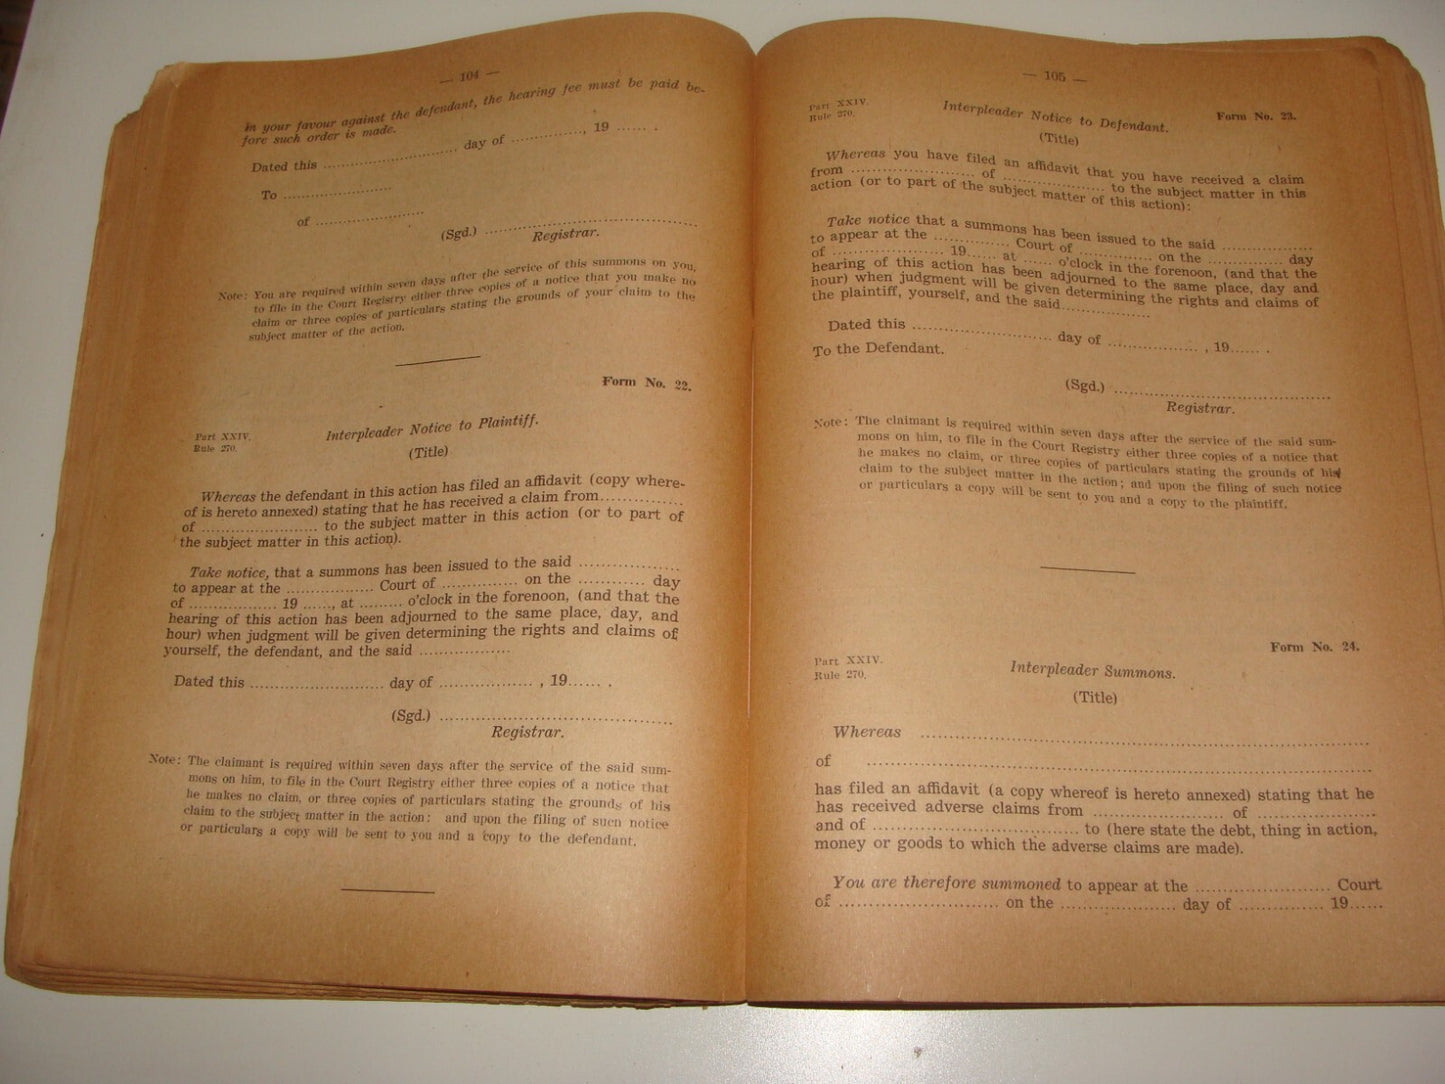 — 104 —
in your favour against the defendant, the hearing fee must be paid be-
fore such order is made.
Dated this .............................. day of ................, 19 ....... .
To ........................
of ........................
(Sgd.) ................................................
Registrar.
Note: You are required within seven days after the service of this summons on you,
to file in the Court Registry either three copies of a notice that you make no
claim or three copies of particulars stating the grounds of your claim to the
subject matter of the action.
Form No. 22.
Part XXIV.
Rule 270.
Interpleader Notice to Plaintiff.
(Title)
Whereas the defendant in this action has filed an affidavit (copy where-
of is hereto annexed) stating that he has received a claim from...............
of ........................ to the subject matter in this action (or to part of
the subject matter in this action).
Take notice, that a summons has been issued to the said ....................
to appear at the ................. Court of ............... on the ............ day
of ................. 19 ......, at ......... o'clock in the forenoon, (and that the
hearing of this action has been adjourned to the same place, day, and
hour) when judgment will be given determining the rights and claims of
yourself, the defendant, and the said ..................
Dated this ........................... day of ................... , 19...... .
(Sgd.) ................................................
Registrar.
Note: The claimant is required within seven days after the service of the said sum-
mons on him, to file in the Court Registry either three copies of a notice that
he makes no claim, or three copies of particulars stating the grounds of his
claim to the subject matter in the action: and upon the filing of such notice
or particulars a copy will be sent to you and a copy to the defendant.
— 105 —
Part XXIV.
Rule 270.
Form No. 23.
Interpleader Notice to Defendant.
(Title)
Whereas you have filed an affidavit that you have received a claim
from ......................... of ..................... to the subject matter in this
action (or to part of the subject matter of this action):
Take notice that a summons has been issued to the said ..................
to appear at the ............... Court of ............... on the ............... day
of ................. 19...... at ...... o'clock in the forenoon, (and that the
hearing of this action has been adjourned to the same place, day and
hour) when judgment will be given determining the rights and claims of
the plaintiff, yourself, and the said..................
Dated this ............................ day of .................. , 19...... .
To the Defendant.
(Sgd.) ............................................
Registrar.
Note: The claimant is required within seven days after the service of the said sum-
mons on him, to file in the Court Registry either three copies of a notice that
he makes no claim, or three copies of particulars stating the grounds of his
claim to the subject matter in the action; and upon the filing of such notice
or particulars a copy will be sent to you and a copy to the plaintiff.
Form No. 24.
Part XXIV.
Rule 270.
Interpleader Summons.
(Title)
Whereas ..........................................................................................
of ....................................................................................................
has filed an affidavit (a copy whereof is hereto annexed) stating that he
has received adverse claims from .......................... of ........................
and of ......................................... to (here state the debt, thing in action,
money or goods to which the adverse claims are made).
You are therefore summoned to appear at the ........................... Court
of ................................ on the ....................... day of ................. 19......